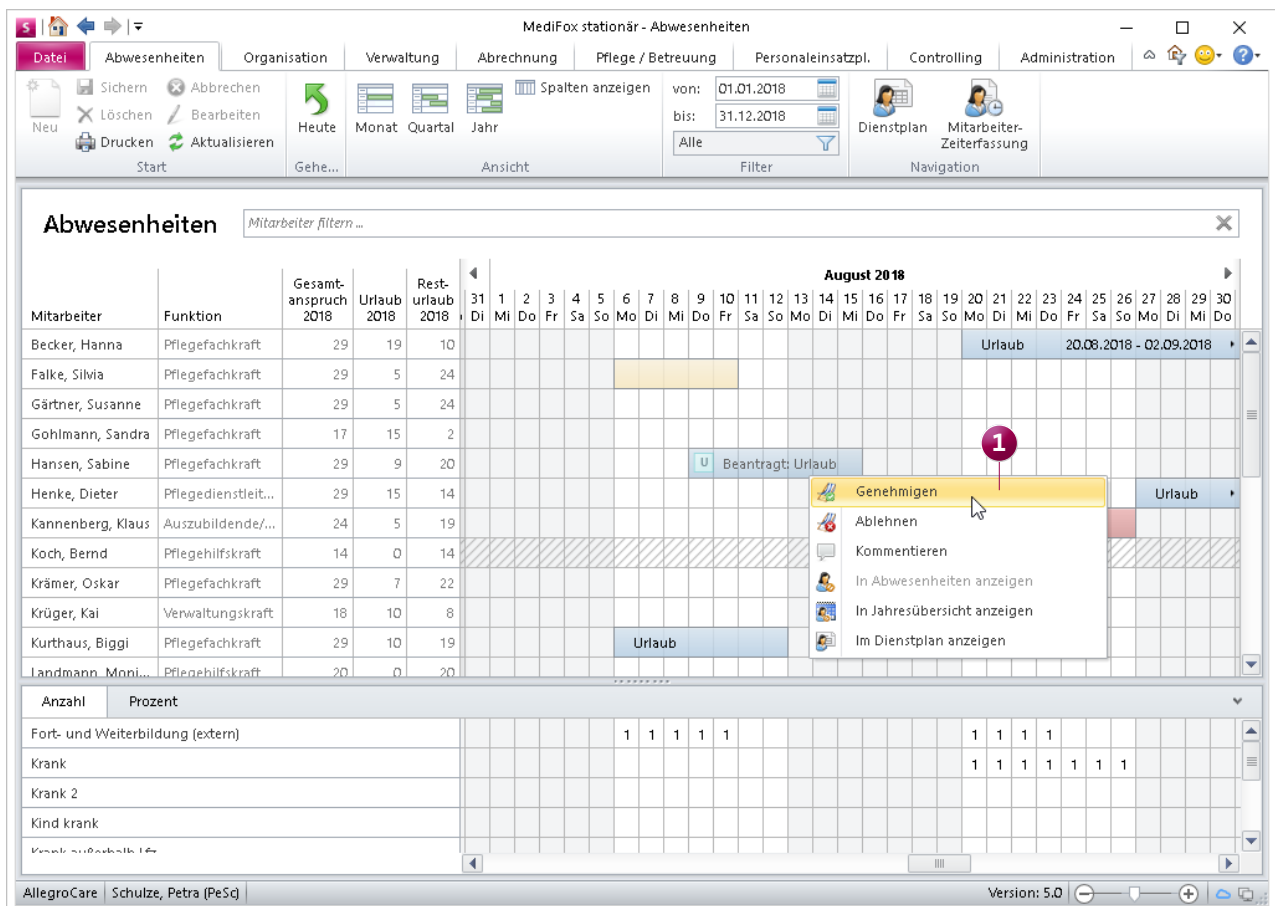 S
MediFox stationär - Abwesenheiten
Datei Abwesenheiten Organisation Verwaltung Abrechnung Pflege / Betreuung Personaleinsatzpl. Controlling Administration
Neu
Sichern Abbrechen
Löschen Bearbeiten
Drucken Aktualisieren
Start
Heute
Gehe...
Monat Quartal Jahr
Spalten anzeigen
Ansicht
von: 01.01.2018
bis: 31.12.2018
Alle
Filter
Dienstplan Mitarbeiter-
Zeiterfassung
Navigation
Abwesenheiten Mitarbeiter filtern ...
August 2018
Mitarbeiter Funktion Gesamt-
anspruch
2018 Urlaub
2018 Rest-
urlaub
2018
31 1 2 3 4 5 6 7 8 9 10 11 12 13 14 15 16 17 18 19 20 21 22 23 24 25 26 27 28 29 30
Di Mi Do Fr Sa So Mo Di Mi Do Fr Sa So Mo Di Mi Do Fr Sa So Mo Di Mi Do Fr Sa So Mo Di Mi Do
Becker, Hanna Pflegefachkraft 29 19 10 Urlaub 20.08.2018 - 02.09.2018
Falke, Silvia Pflegefachkraft 29 5 24
Gärtner, Susanne Pflegefachkraft 29 5 24
Gohlmann, Sandra Pflegefachkraft 17 15 2
1
Hansen, Sabine Pflegefachkraft 29 9 20 U Beantragt: Urlaub
Henke, Dieter Pflegedienstleit... 29 15 14 Urlaub
Kannenberg, Klaus Auszubildende/... 24 5 19
Koch, Bernd Pflegehilfskraft 14 0 14
Krämer, Oskar Pflegefachkraft 29 7 22
Krüger, Kai Verwaltungskraft 18 10 8
Kurthaus, Biggi Pflegefachkraft 29 10 19 Urlaub
Landmann, Moni... Pflegehilfskraft 20 0 20
Genehmigen
Ablehnen
Kommentieren
In Abwesenheiten anzeigen
In Jahresübersicht anzeigen
Im Dienstplan anzeigen
Anzahl Prozent
Fort- und Weiterbildung (extern) 1 1 1 1 1 1 1 1 1
Krank 1 1 1 1 1 1 1
Krank 2
Kind krank
Krank außerhalb Lfz
AllegroCare Schulze, Petra (PeSc) Version: 5.0